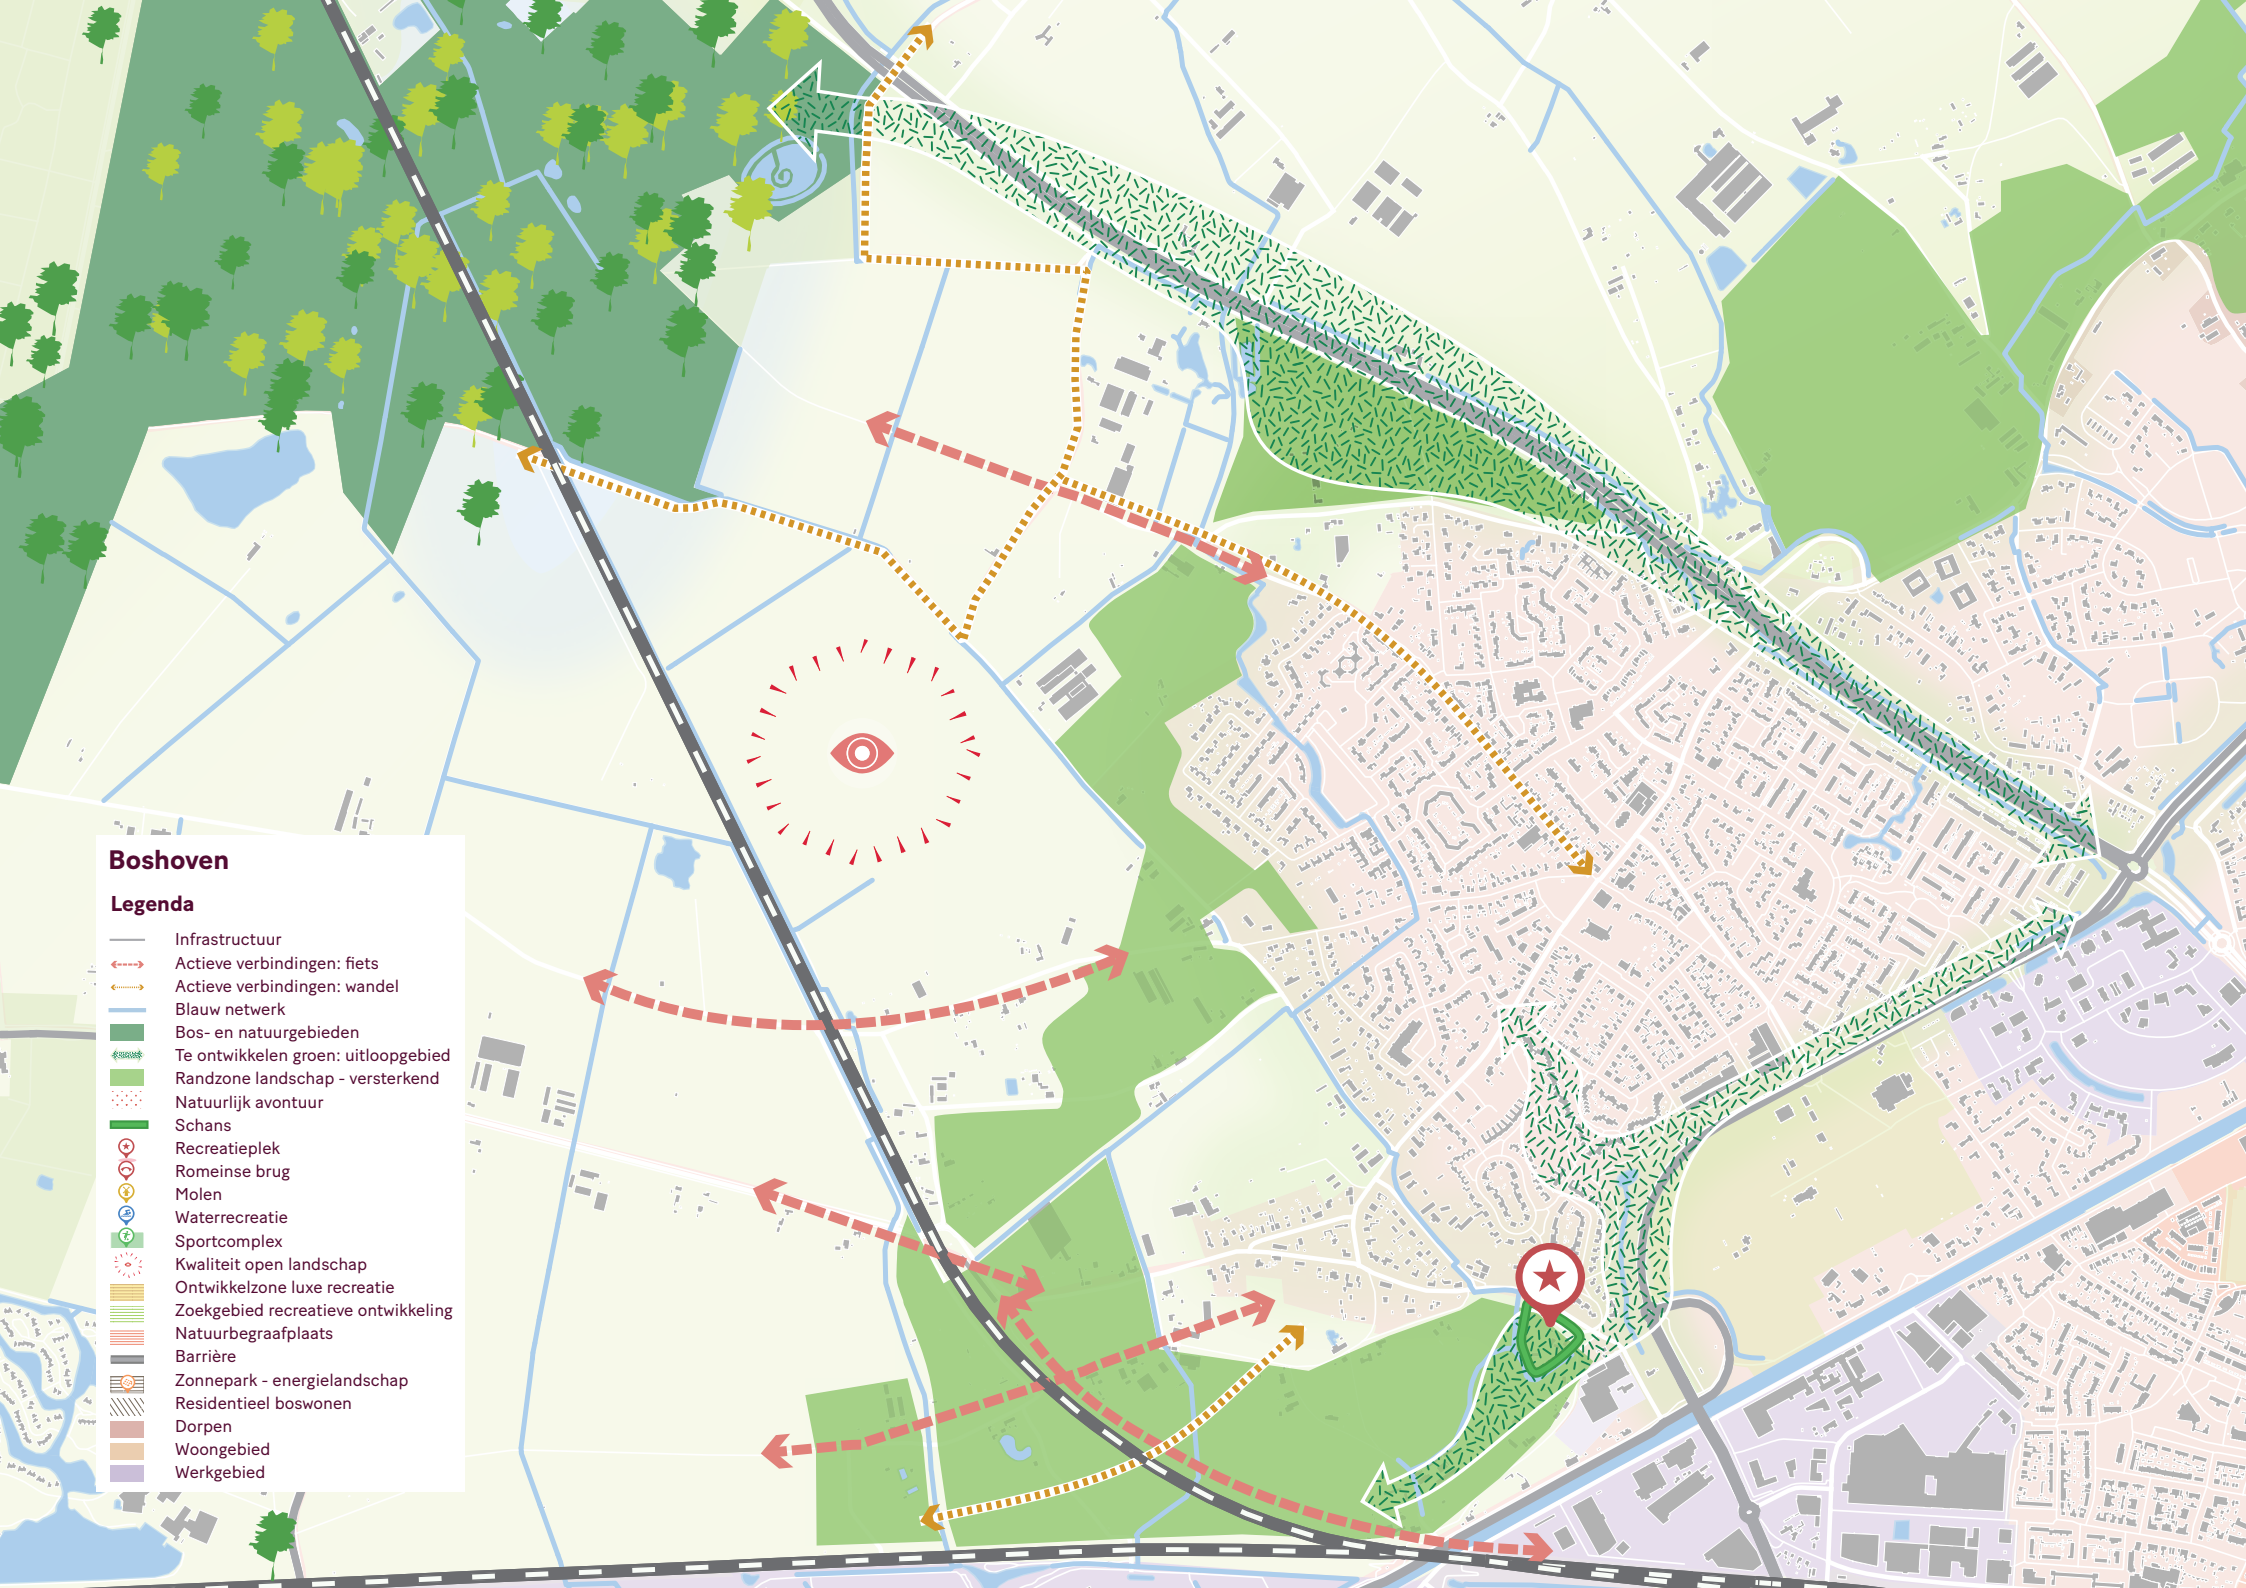 Boshoven
Legenda
Infrastructuur
Actieve verbindingen: fiets
Actieve verbindingen: wandel
Blauw netwerk
Bos- en natuurgebieden
Te ontwikkelen groen: uitloopgebied
Randzone landschap - versterkend
Natuurlijk avontuur
Schans
Recreatieplek
Romeinse brug
Molen
Waterrecreatie
Sportcomplex
Kwaliteit open landschap
Ontwikkelzone luxe recreatie
Zoekgebied recreatieve ontwikkeling
Natuurbegraafplaats
Barrière
Zonnepark - energielandschap
Residentieel boswonen
Dorpen
Woongebied
Werkgebied